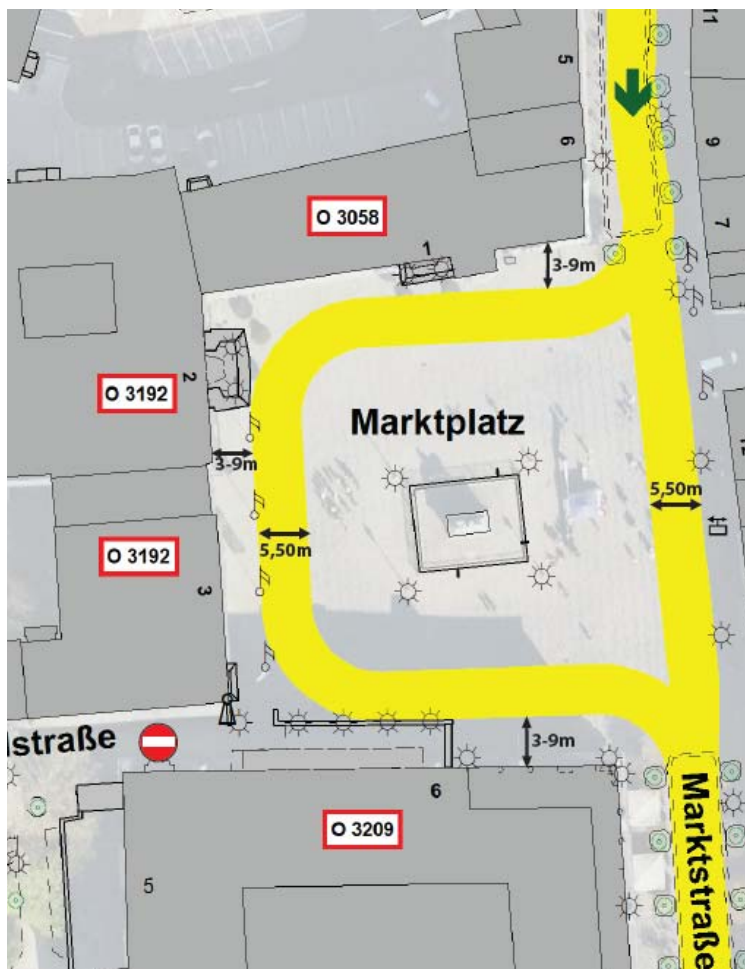 11
5
6
9
7
O 3058
1
3-9m
2
O 3192
Marktplatz
3-9m
5,50m
5,50m
O 3192
3
lstraße
3-9m
6
O 3209
5
Marktstraße